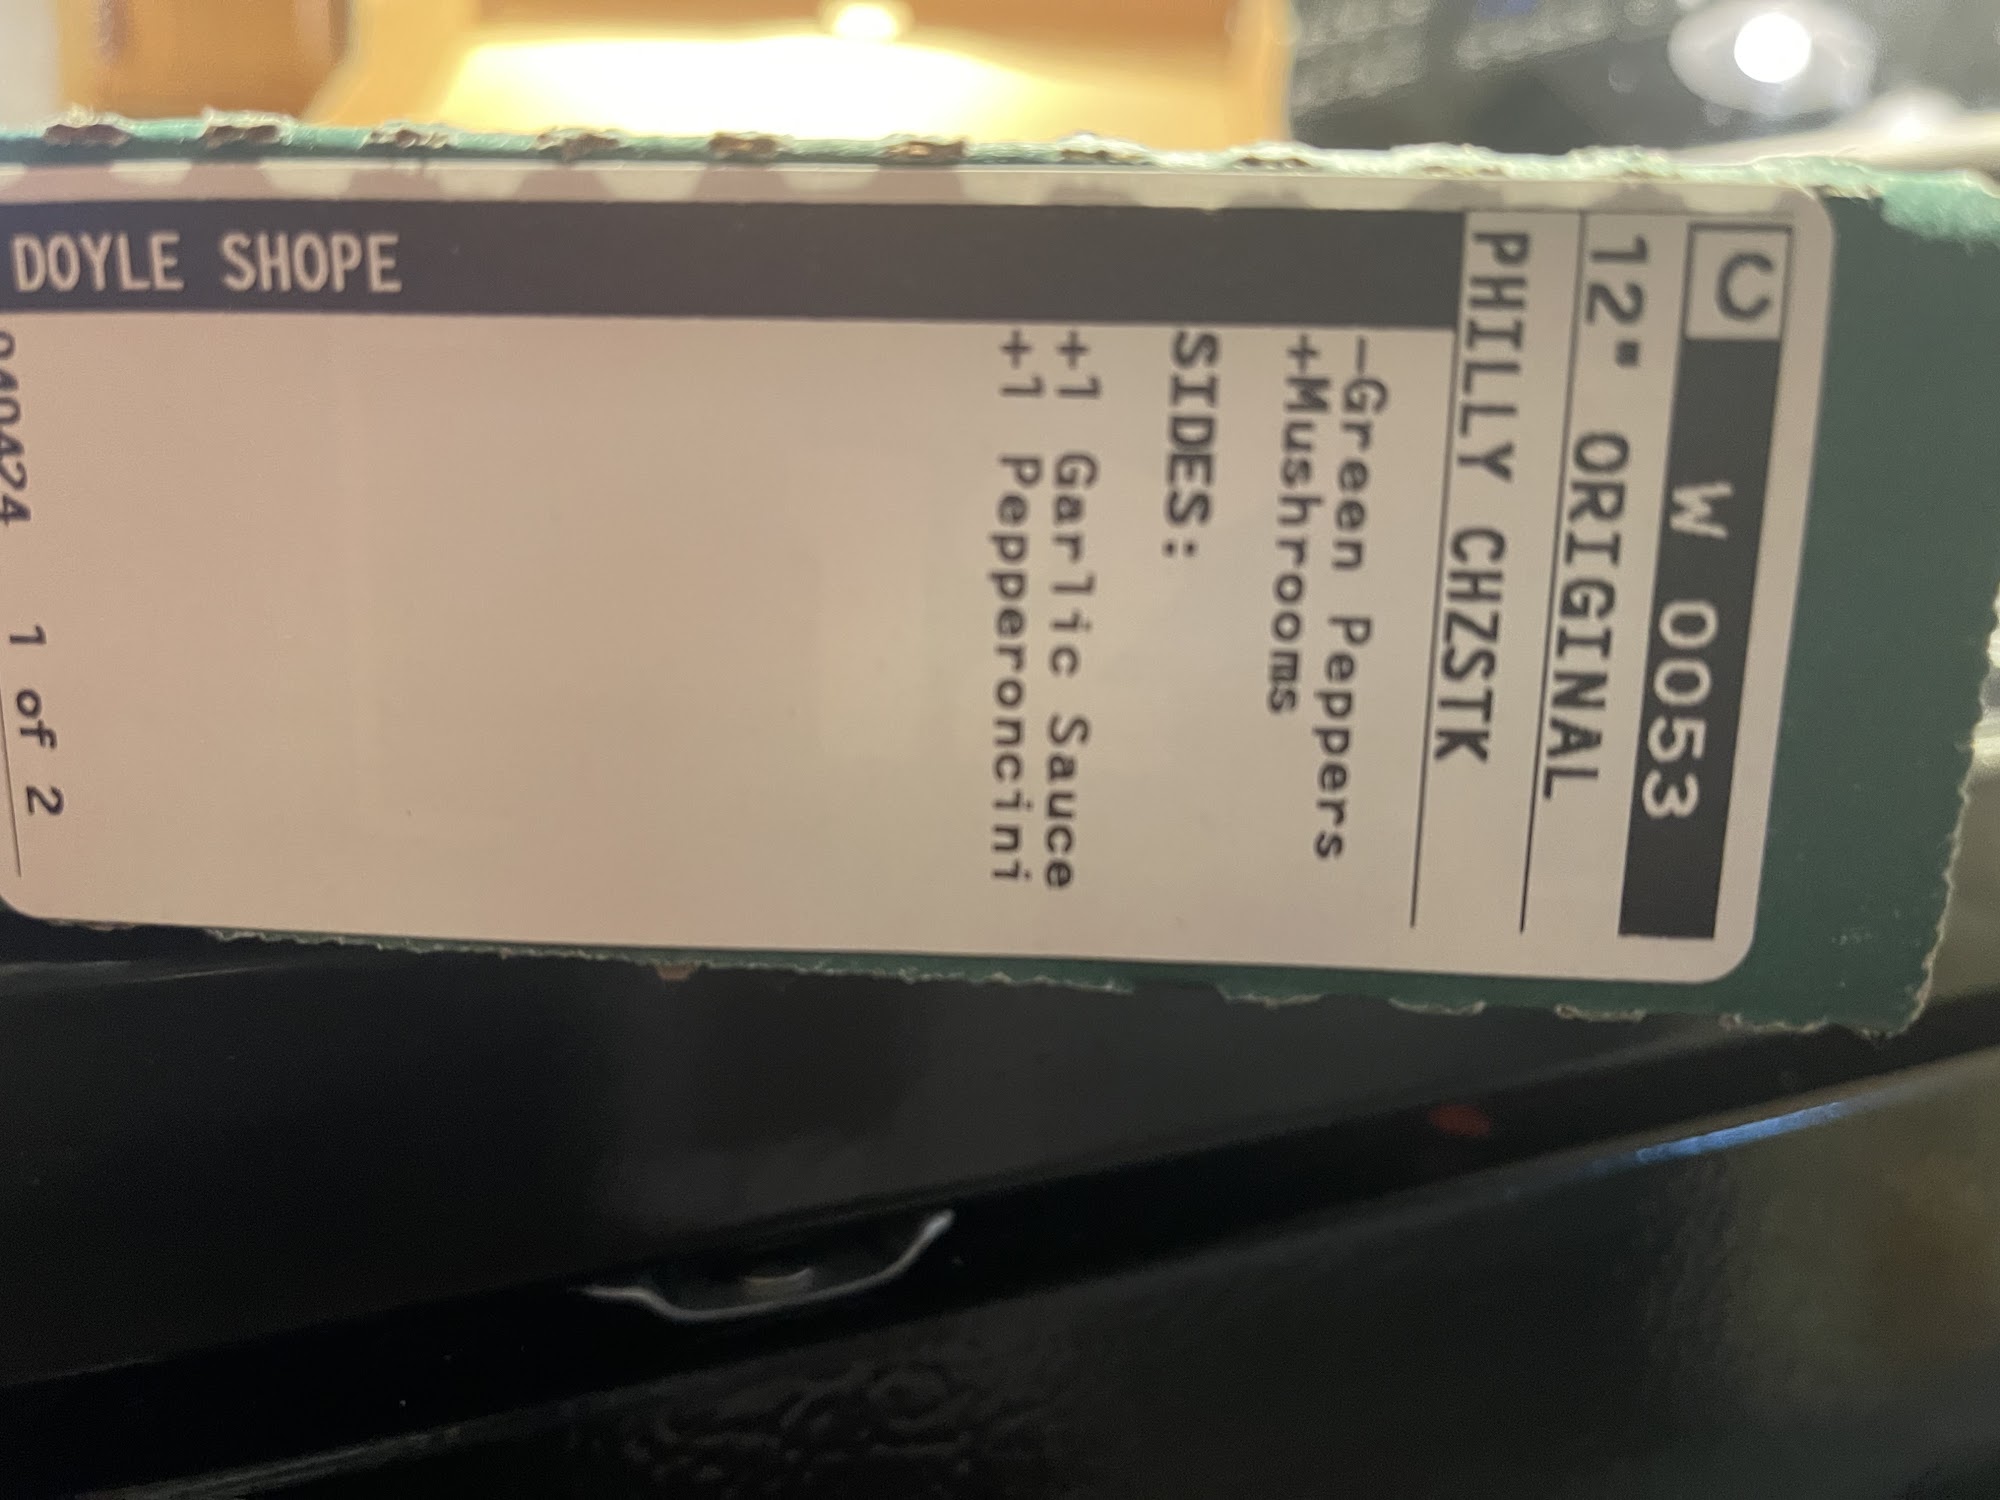 C W 0053
12" ORIGINAL
PHILLY CHZSTK
-Green Peppers
+Mushrooms
SIDES:
+1 Garlic Sauce
+1 Pepperoncini
DOYLE SHOPE
1 of 2